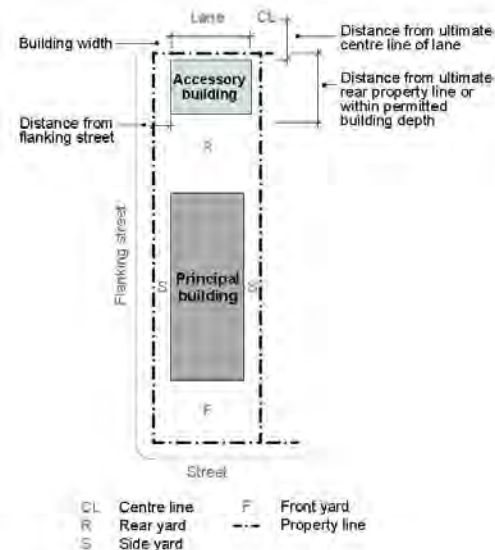 Lane
CL
Building width
Distance from ultimate
centre line of lane
Accessory
building
Distance from ultimate
rear property line or
within permitted
building depth
Distance from
flanking street
R
Flanking street
S
Principal
building
S
F
Street
CL Centre line
F Front yard
R Rear yard
Property line
S Side yard